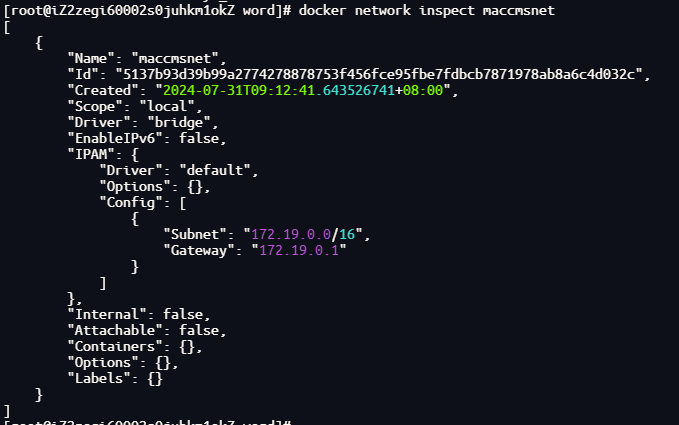 [root@iZ2zegi60002s0juhkm1okZ word]# docker network inspect maccmsnet
[
    {
        "Name": "maccmsnet",
        "Id": "5137b93d39b99a2774278878753f456fce95fbe7fdbcb7871978ab8a6c4d032c",
        "Created": "2024-07-31T09:12:41.643526741+08:00",
        "Scope": "local",
        "Driver": "bridge",
        "EnableIPv6": false,
        "IPAM": {
            "Driver": "default",
            "Options": {},
            "Config": [
                {
                    "Subnet": "172.19.0.0/16",
                    "Gateway": "172.19.0.1"
                }
            ]
        },
        "Internal": false,
        "Attachable": false,
        "Containers": {},
        "Options": {},
        "Labels": {}
    }
]
[root@iZ2zegi60002s0juhkm1okZ word]#